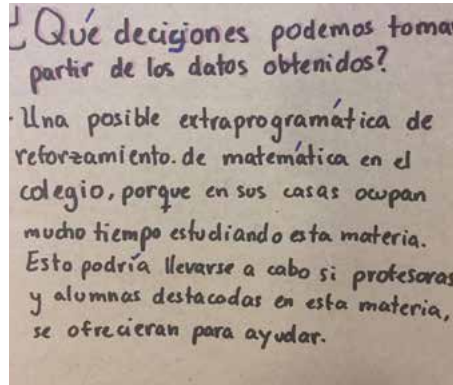 ¿Qué decisiones podemos toma
partir de los datos obtenidos?
- Una posible extraprogramática de
reforzamiento. de matemática en el
colegio, porque en sus casas ocupan
mucho tiempo estudiando esta materia.
Esto podría llevarse a cabo si profesoras
y alumnas destacadas en esta materia,
se ofrecieran para ayudar.